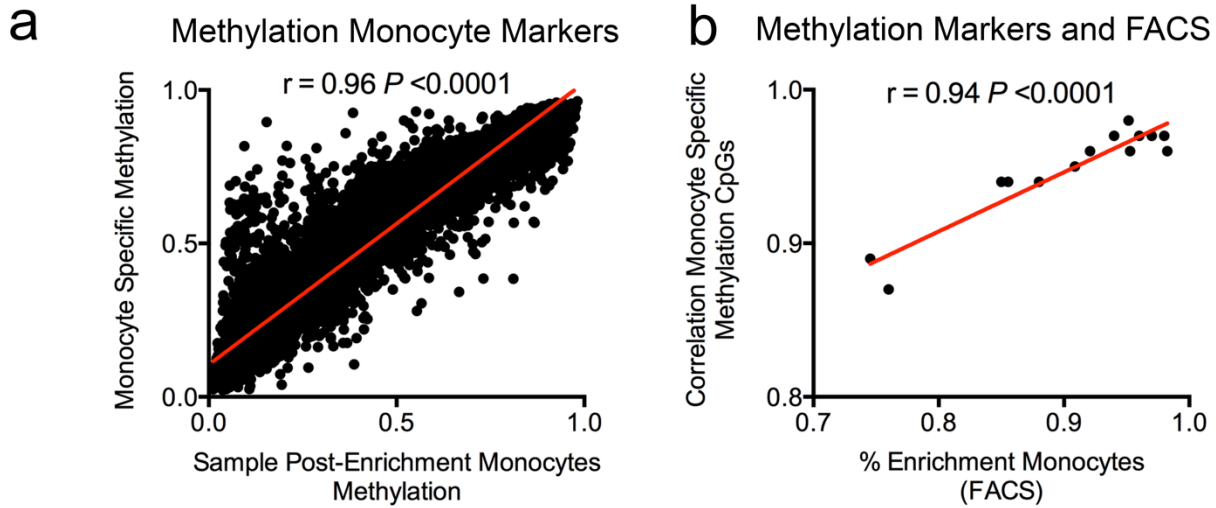 a
Methylation Monocyte Markers
r = 0.96 P <0.0001
Monocyte Specific Methylation
1.0
0.5
0.0
0.0
0.5
1.0
Sample Post-Enrichment Monocytes
Methylation
b
Methylation Markers and FACS
r = 0.94 P <0.0001
Correlation Monocyte Specific
Methylation CpGs
1.0
0.9
0.8
0.7
0.8
0.9
1.0
% Enrichment Monocytes
(FACS)